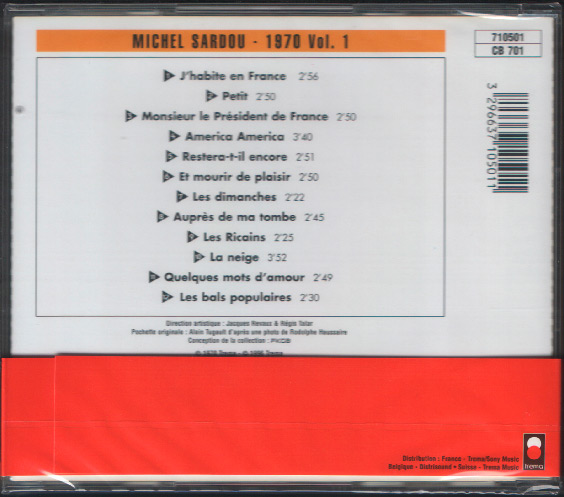 MICHEL SARDOU - 1970 Vol. 1
710501
CB 701
J'habite en France 2'56
Petit 2'50
Monsieur le Président de France 2'50
America America 3'40
Restera-t-il encore 2'51
Et mourir de plaisir 2'50
Les dimanches 2'22
Auprès de ma tombe 2'45
Les Ricains 2'25
La neige 3'52
Quelques mots d'amour 2'49
Les bals populaires 2'30
3 296637 105011
Direction artistique : Jacques Revaux & Régis Talar
Pochette originale : Alain Tugault d'après une photo de Rodolphe Haussaire
Conception de la collection :
Trema - Trema
Distribution : France - Trema/Sony Music
Belgique - Distrisound • Suisse - Trema Music
trema